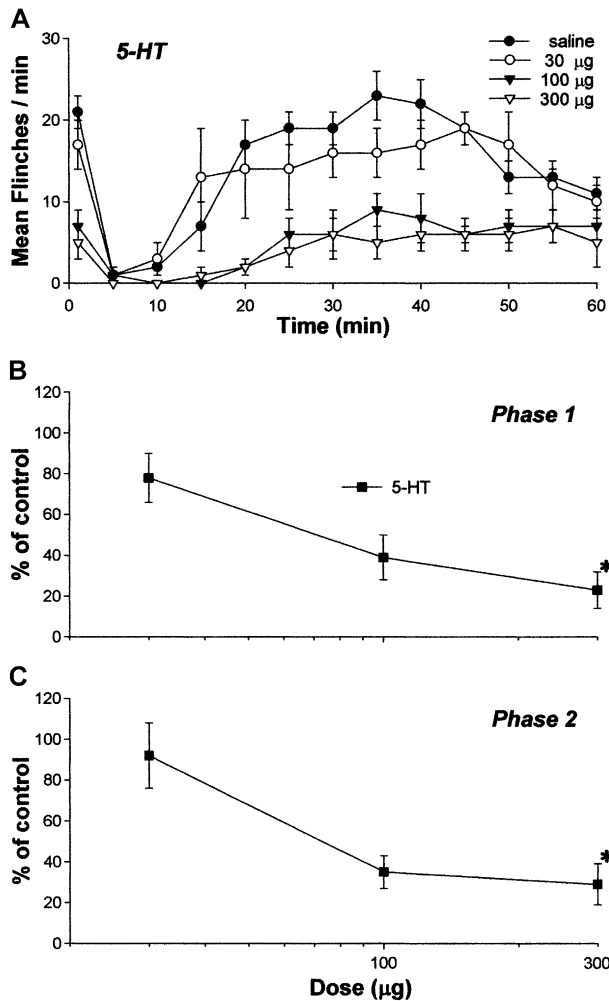 A
5-HT
saline
30 µg
100 µg
300 µg
Mean Flinches / min
30
20
10
0
0 10 20 30 40 50 60
Time (min)
B
Phase 1
5-HT
% of control
120
100
80
60
40
20
0
*
C
Phase 2
% of control
120
100
80
60
40
20
0
*
100 300
Dose (µg)